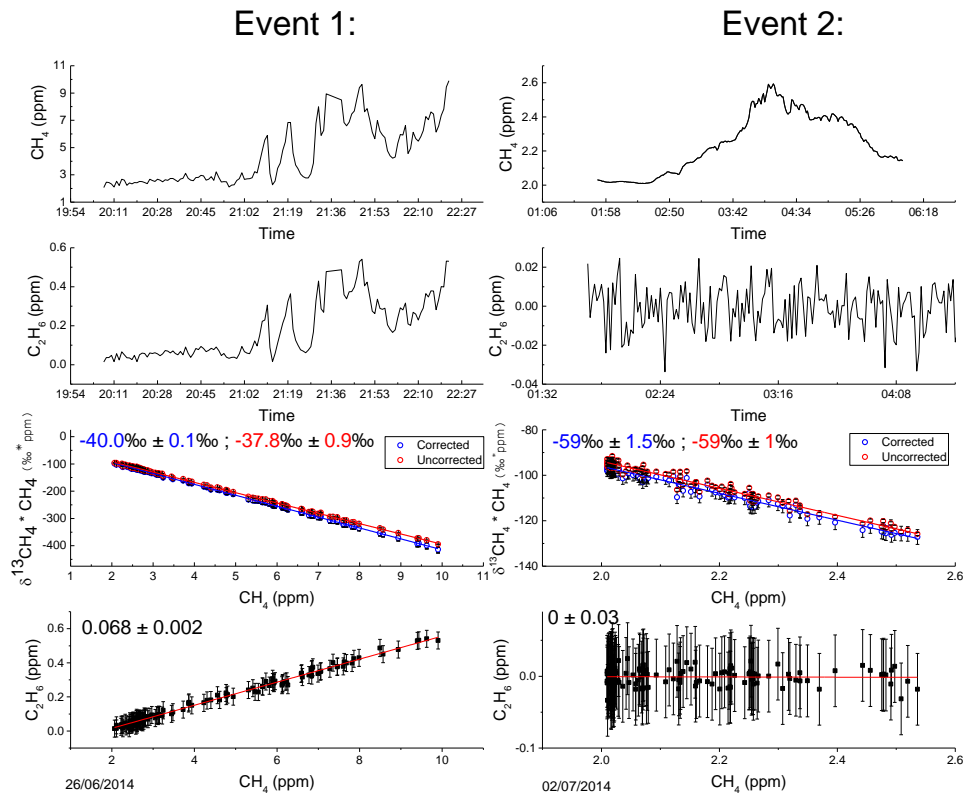 Event 1:
Event 2:
11
9
7
5
3
1
CH₄ (ppm)
19:54 20:11 20:28 20:45 21:02 21:19 21:36 21:53 22:10 22:27
Time
2.6
2.4
2.2
2.0
CH₄ (ppm)
01:06 01:58 02:50 03:42 04:34 05:26 06:18
Time
0.6
0.4
0.2
0.0
C₂H₆ (ppm)
19:54 20:11 20:28 20:45 21:02 21:19 21:36 21:53 22:10 22:27
Time
0.02
0.00
-0.02
-0.04
C₂H₆ (ppm)
01:32 02:24 03:16 04:08
Time
-40.0‰ ± 0.1‰ ; -37.8‰ ± 0.9‰
Corrected
Uncorrected
0
-100
-200
-300
-400
δ¹³CH₄ * CH₄ (‰*ppm)
1 2 3 4 5 6 7 8 9 10 11
CH₄ (ppm)
-59‰ ± 1.5‰ ; -59‰ ± 1‰
Corrected
Uncorrected
-80
-100
-120
-140
δ¹³CH₄ * CH₄ (‰*ppm)
2.0 2.2 2.4 2.6
CH₄ (ppm)
0.068 ± 0.002
0.6
0.4
0.2
0.0
C₂H₆ (ppm)
2 4 6 8 10
CH₄ (ppm)
26/06/2014
0 ± 0.03
0.0
-0.1
C₂H₆ (ppm)
2.0 2.2 2.4 2.6
CH₄ (ppm)
02/07/2014